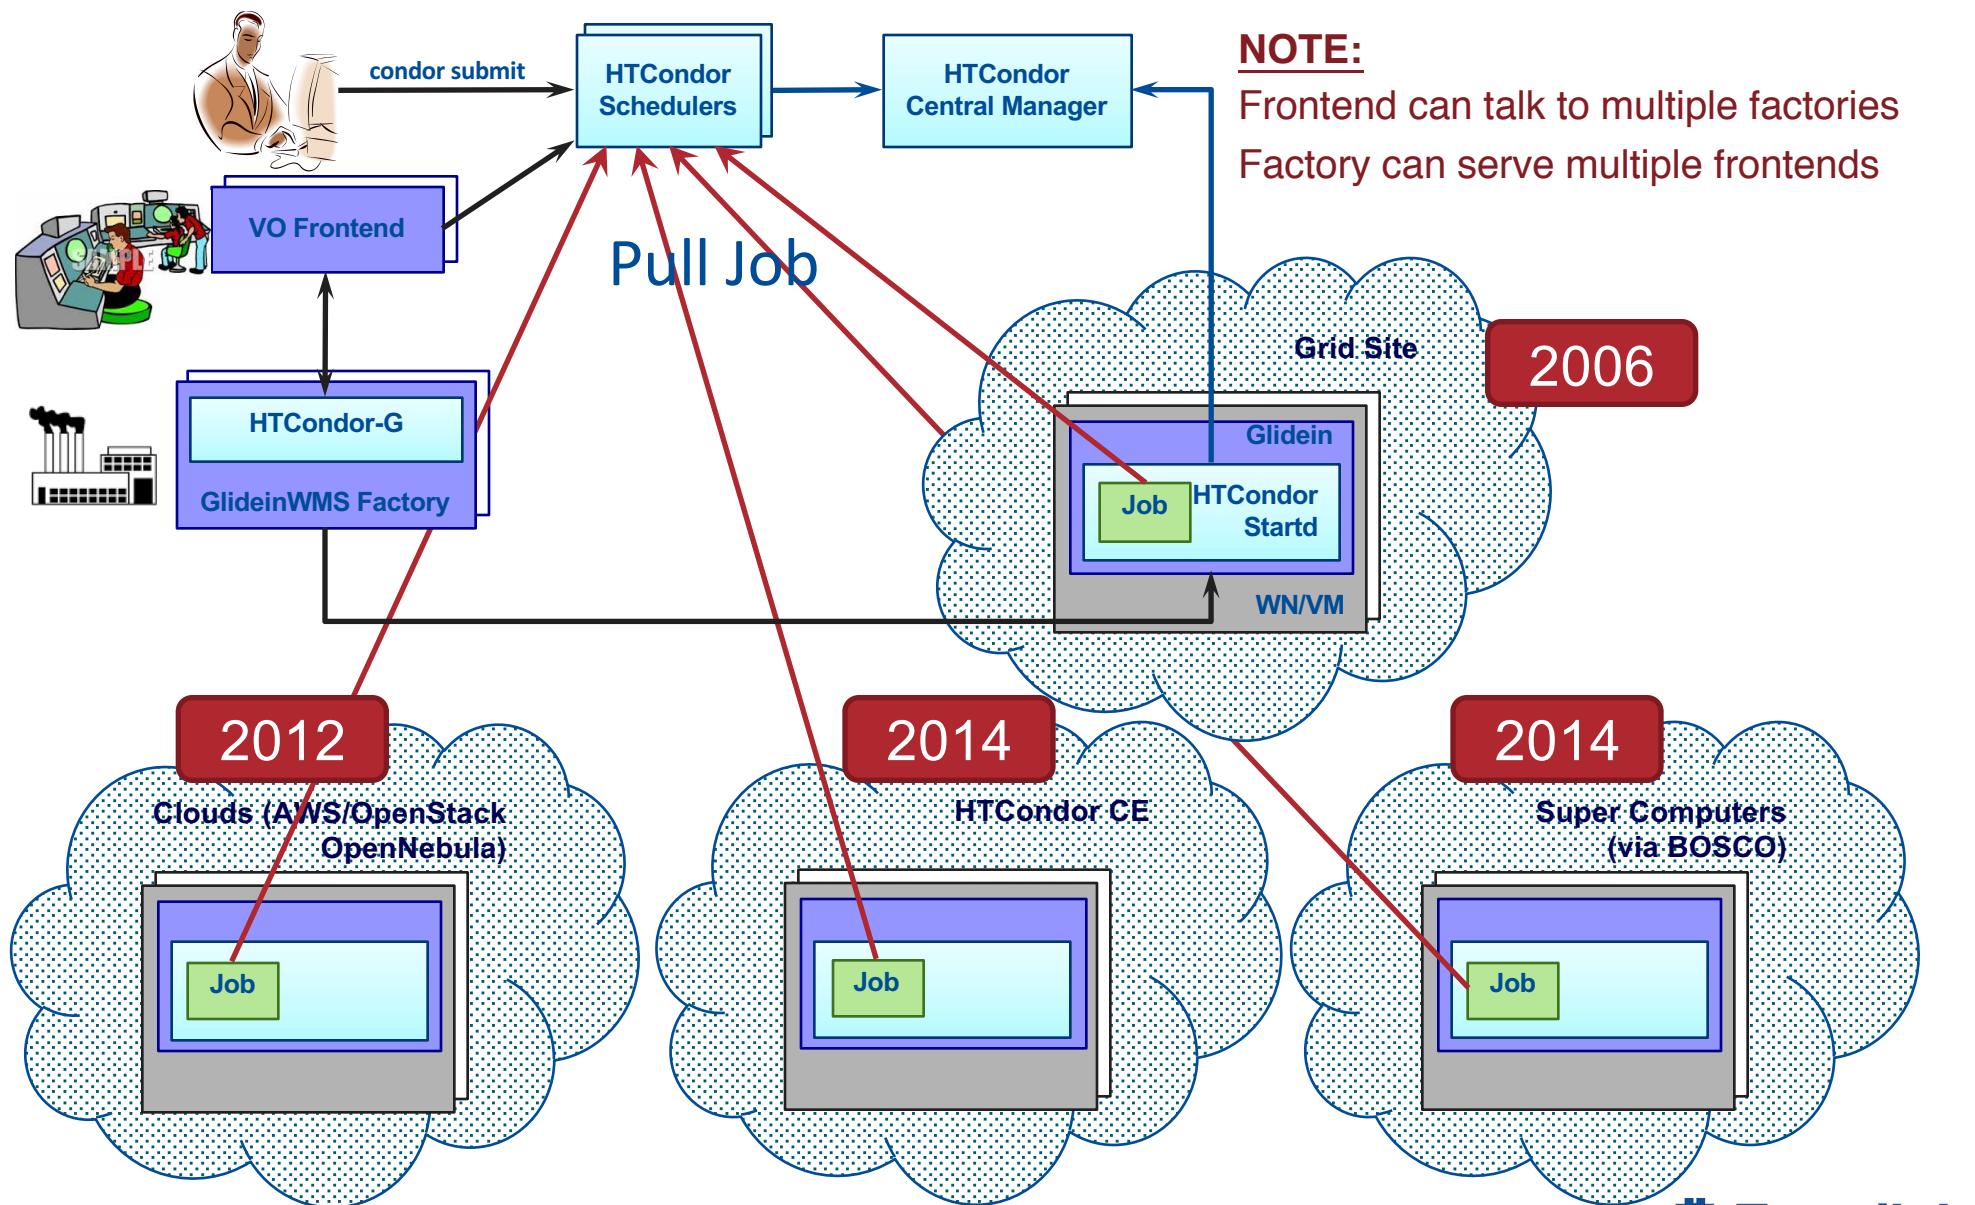 condor submit
HTCondor
Schedulers
HTCondor
Central Manager
NOTE:
Frontend can talk to multiple factories
Factory can serve multiple frontends
VO Frontend
SAMPLE
Pull Job
Grid Site
2006
HTCondor-G
GlideinWMS Factory
Glidein
Job
HTCondor
Startd
WN/VM
2012
Clouds (AWS/OpenStack
OpenNebula)
Job
2014
HTCondor CE
Job
2014
Super Computers
(via BOSCO)
Job